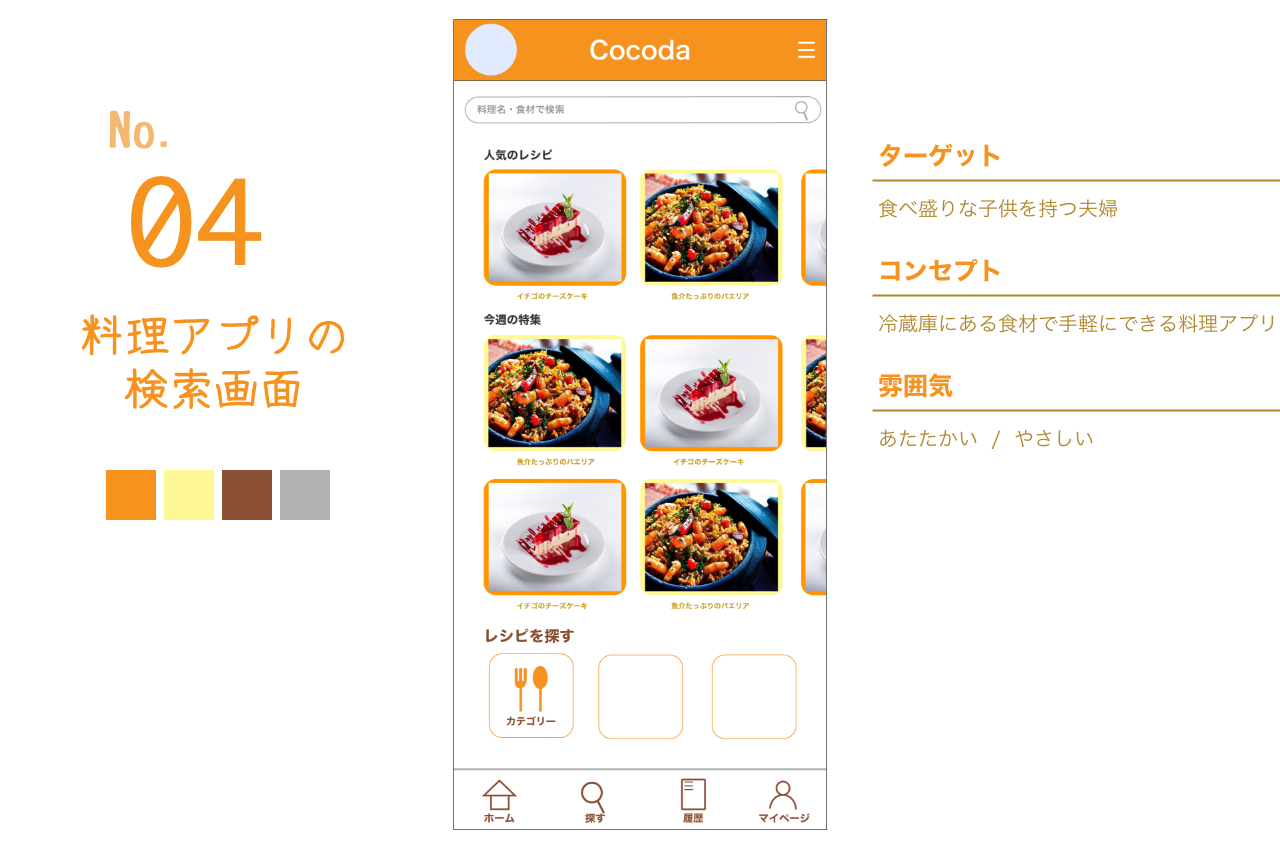 No.
04
料理アプリの
検索画面
Cocoda
料理名・食材で検索
人気のレシピ
イチゴのチーズケーキ
魚介たっぷりのパエリア
今週の特集
魚介たっぷりのパエリア
イチゴのチーズケーキ
イチゴのチーズケーキ
魚介たっぷりのパエリア
レシピを探す
カテゴリー
ホーム
探す
履歴
マイページ
ターゲット
食べ盛りな子供を持つ夫婦
コンセプト
冷蔵庫にある食材で手軽にできる料理アプリ
雰囲気
あたたかい / やさしい